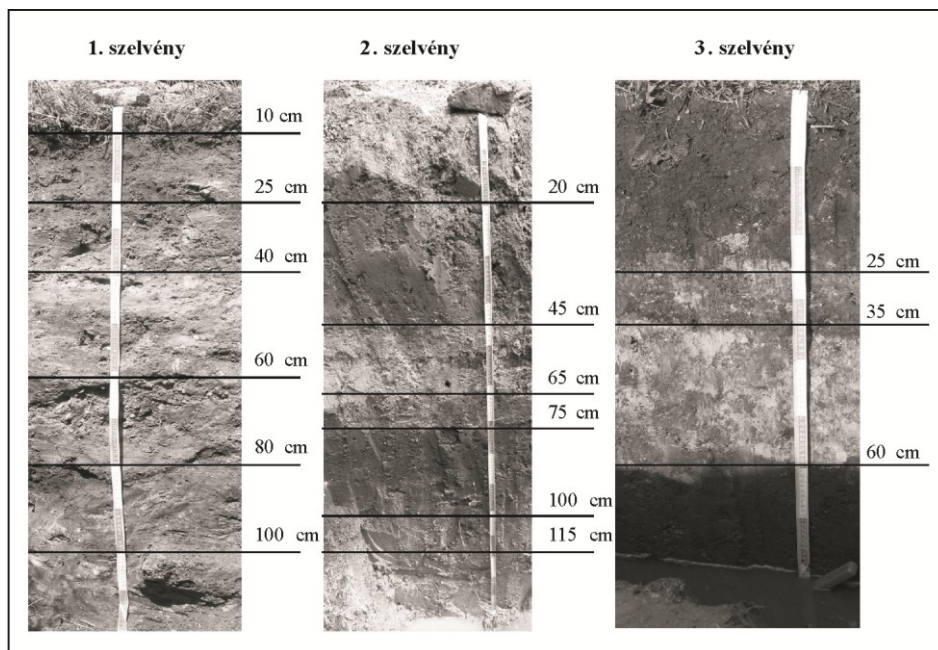 1. szelvény
10 cm
25 cm
40 cm
60 cm
80 cm
100 cm
2. szelvény
20 cm
45 cm
65 cm
75 cm
100 cm
115 cm
3. szelvény
25 cm
35 cm
60 cm